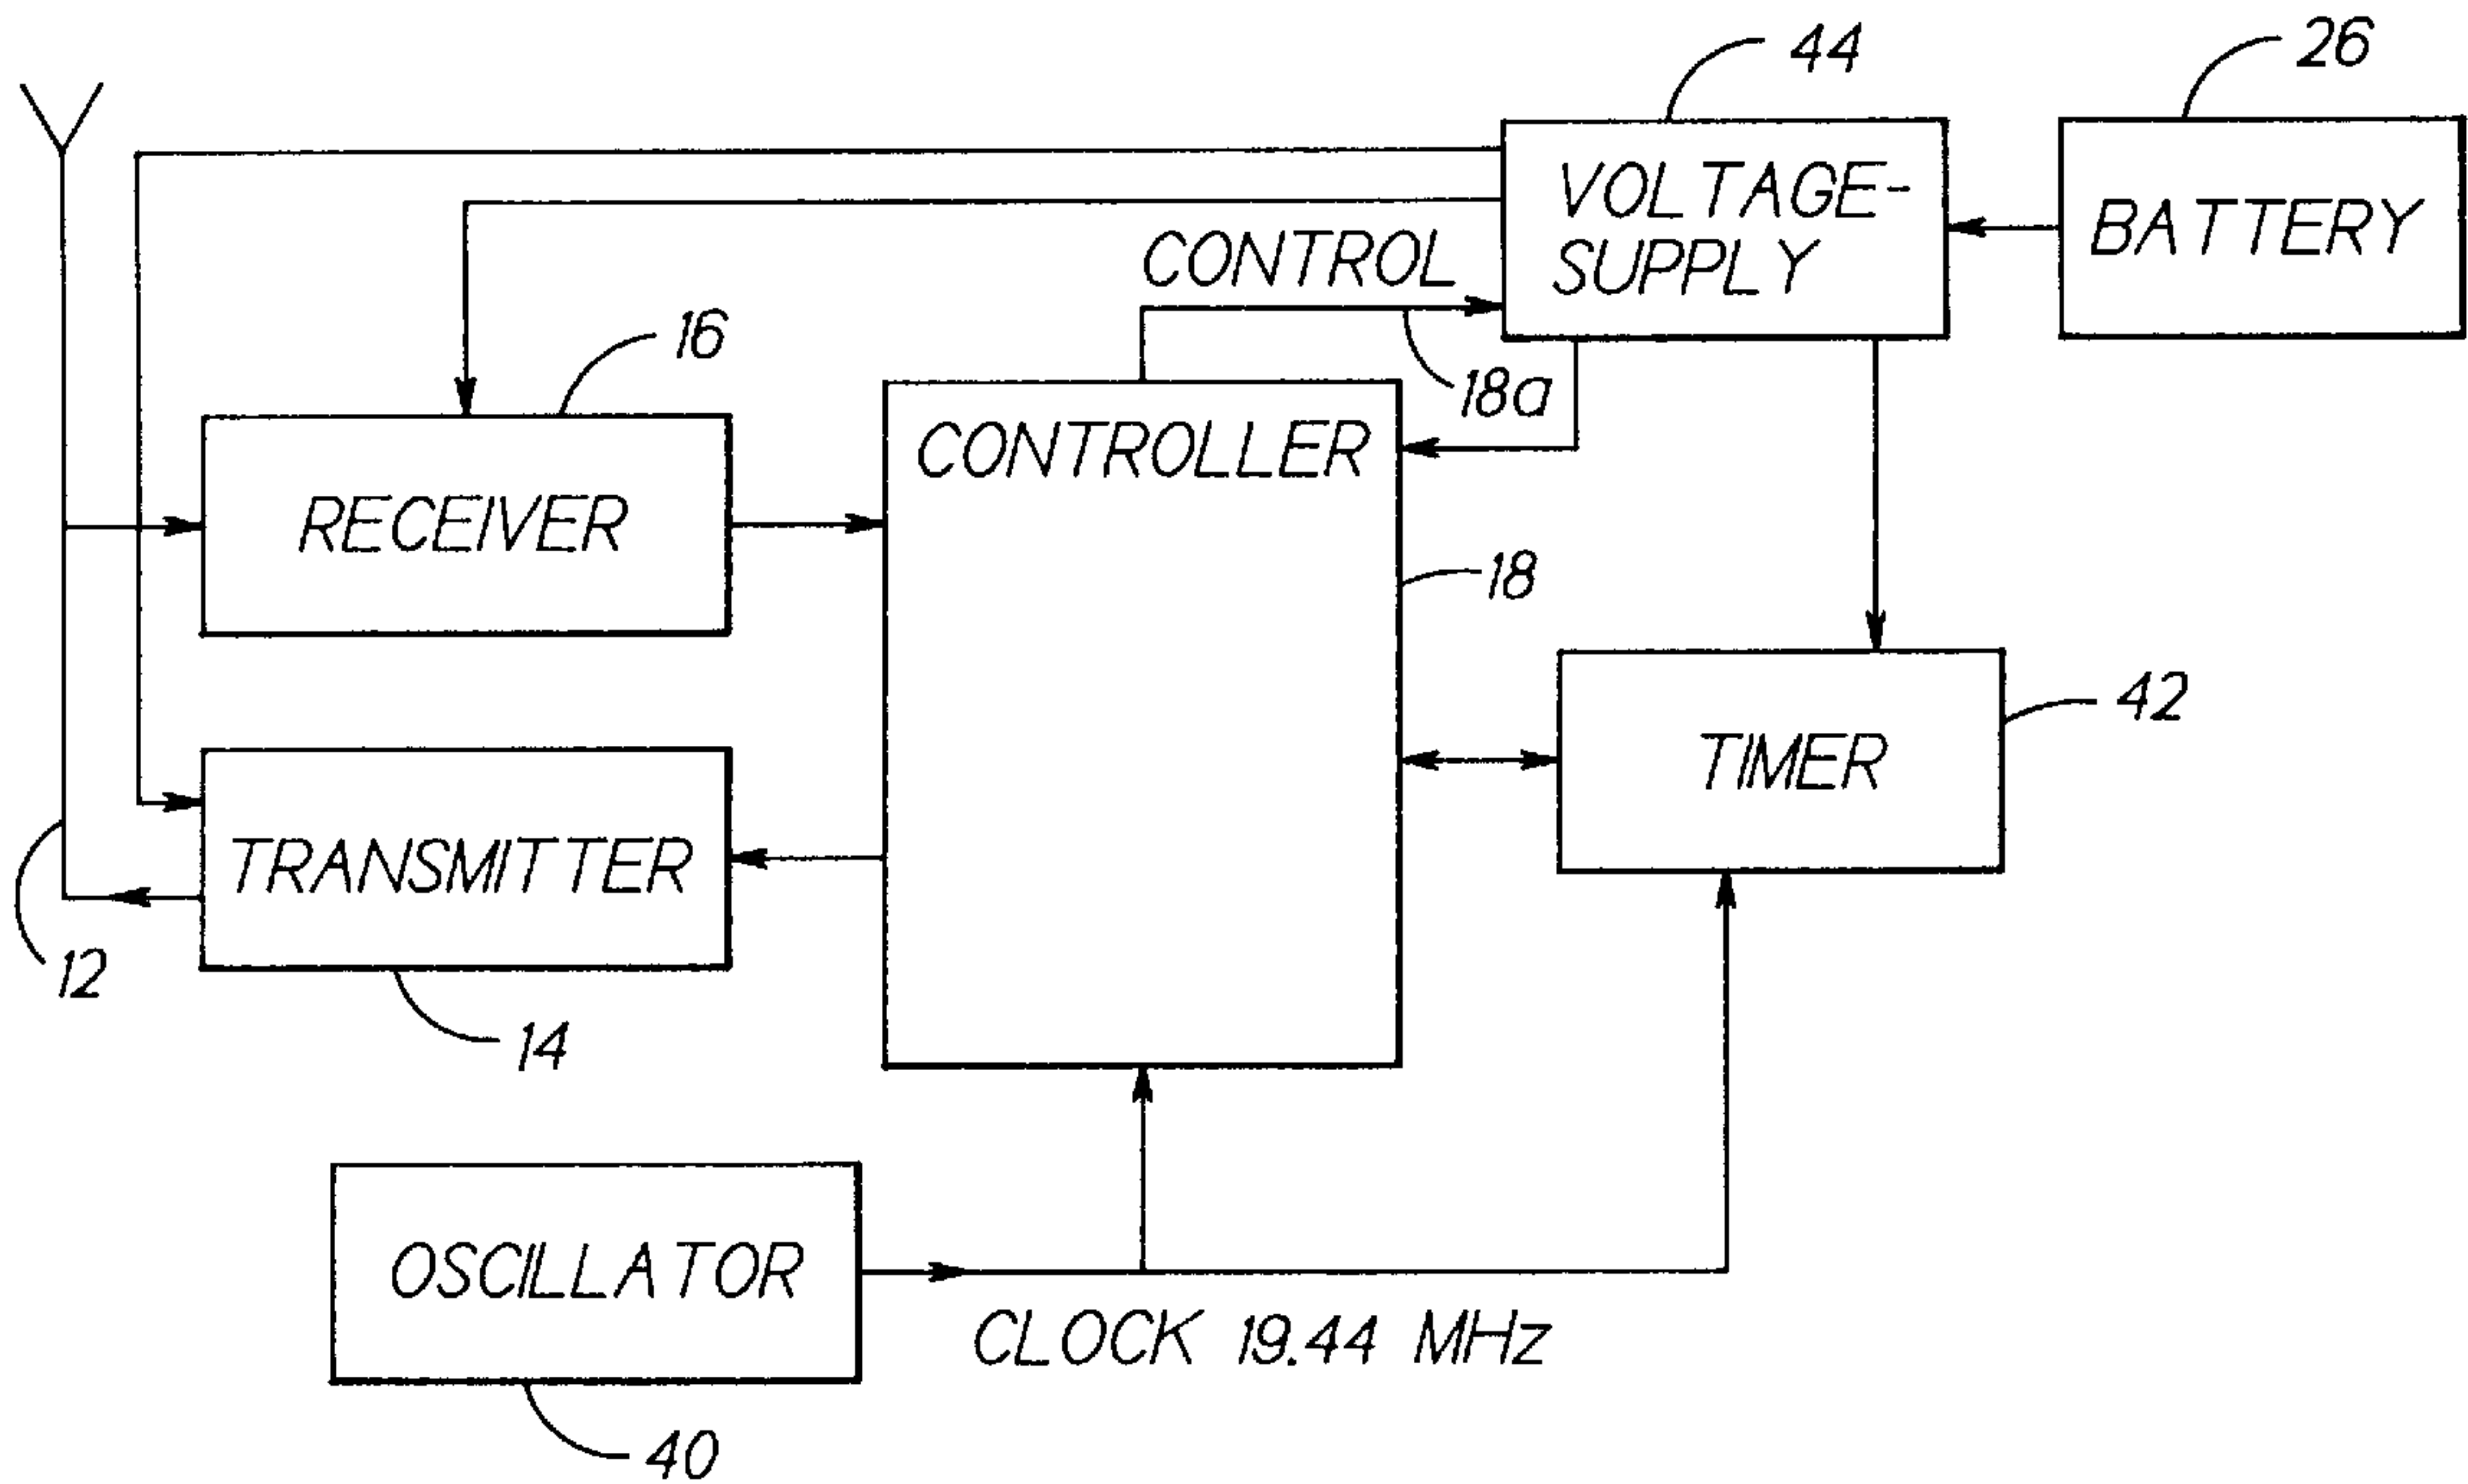 44
26
VOLTAGE-
SUPPLY
BATTERY
CONTROL
16
18a
CONTROLLER
RECEIVER
18
42
TIMER
TRANSMITTER
12
14
OSCILLATOR
CLOCK 19.44 MHz
40